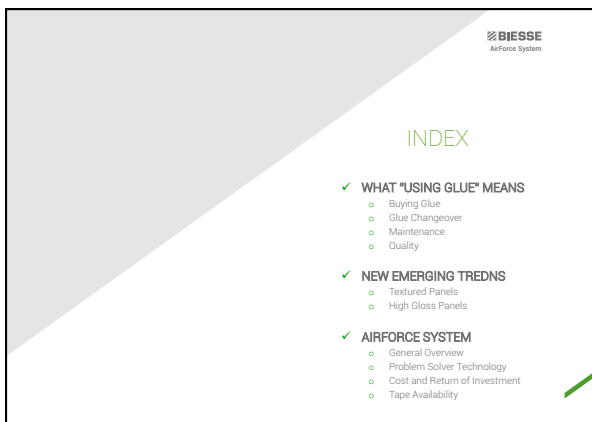 BIESSE
AirForce System
INDEX
WHAT "USING GLUE" MEANS
Buying Glue
Glue Changeover
Maintenance
Quality
NEW EMERGING TREDNS
Textured Panels
High Gloss Panels
AIRFORCE SYSTEM
General Overview
Problem Solver Technology
Cost and Return of Investment
Tape Availability